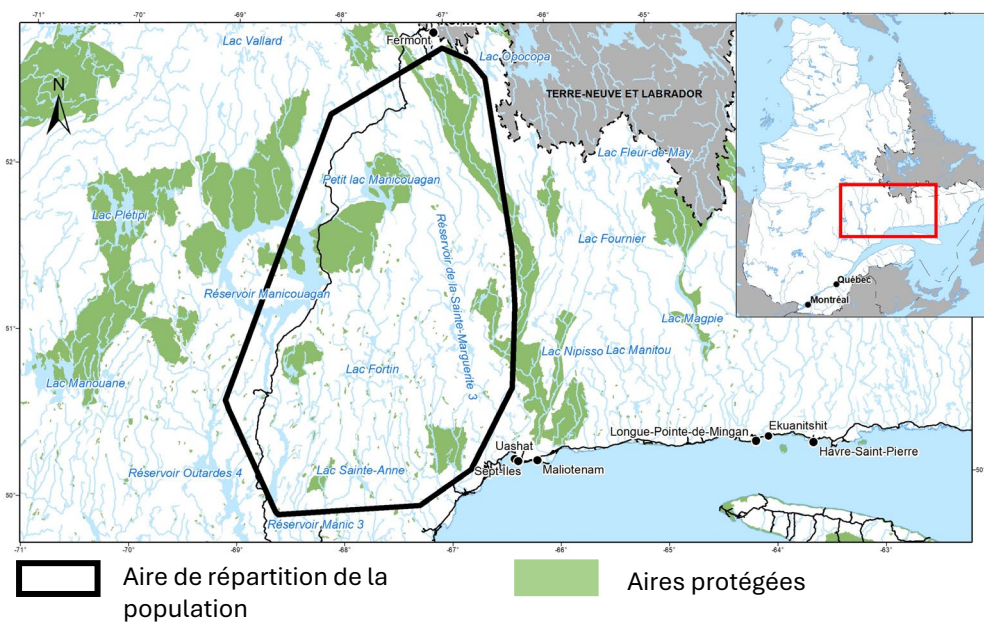 -71
-70
-69
-68
-67
-66
-65
Lac Vallard
Fermont
Lac Opocopa
N
TERRE-NEUVE ET LABRADOR
52°
Lac Fleur-de-May
Petit lac Manicouagan
Lac Plétipi
Lac Fournier
Réservoir de la Sainte-Marguerite 3
Réservoir Manicouagan
Québec
Montréal
51°
Lac Magpie
Lac Nipisso
Lac Manitou
Lac Manouane
Lac Fortin
Longue-Pointe-de-Mingan
Ekuanitshit
Havre-Saint-Pierre
Uashat
Sept-Îles
Maliotenam
Réservoir Outardes 4
Lac Sainte-Anne
50°
50°
Réservoir Manic 3
-71
-70
-69
-68
-67
-66
-65
-64
-63
Aire de répartition de la
population
Aires protégées